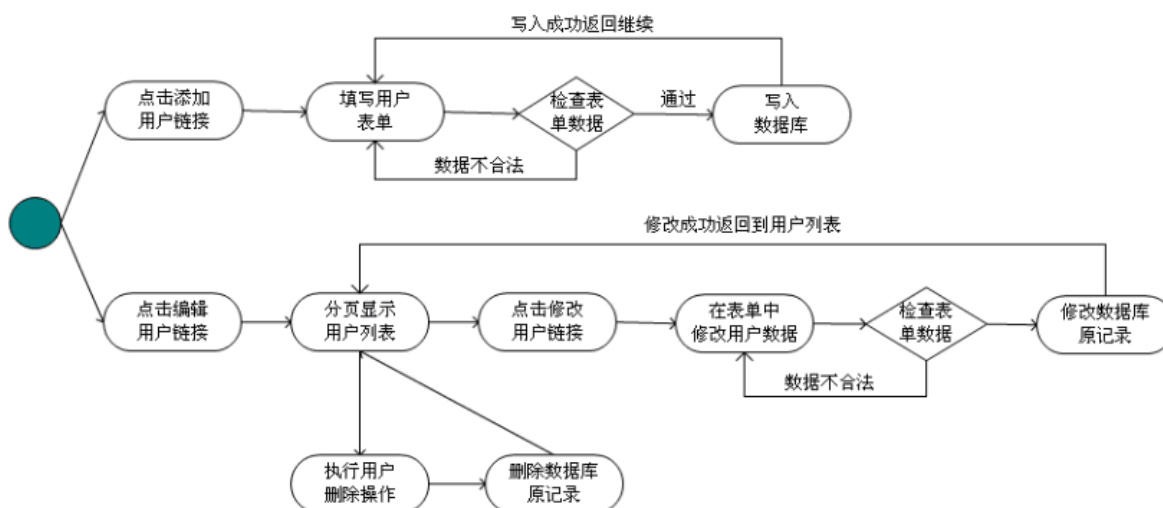 写入成功返回继续
点击添加
用户链接
填写用户
表单
检查表
单数据
通过
写入
数据库
数据不合法
修改成功返回到用户列表
点击编辑
用户链接
分页显示
用户列表
点击修改
用户链接
在表单中
修改用户数据
检查表
单数据
修改数据库
原记录
数据不合法
执行用户
删除操作
删除数据库
原记录